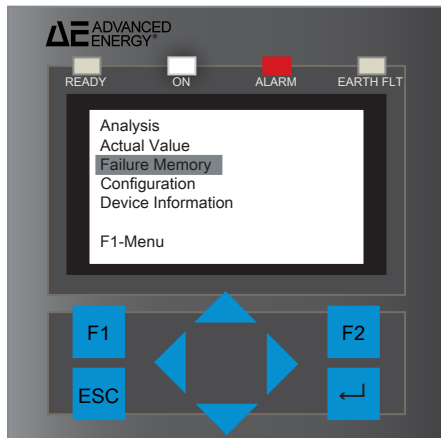 AE ADVANCED
ENERGY®
READY ON ALARM EARTH FLT
Analysis
Actual Value
Failure Memory
Configuration
Device Information
F1-Menu
F1 F2
ESC